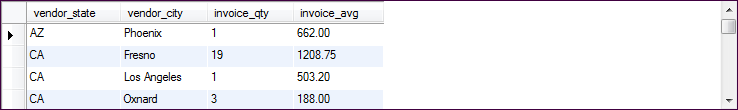 vendor_state vendor_city invoice_qty invoice_avg
AZ Phoenix 1 662.00
CA Fresno 19 1208.75
CA Los Angeles 1 503.20
CA Oxnard 3 188.00